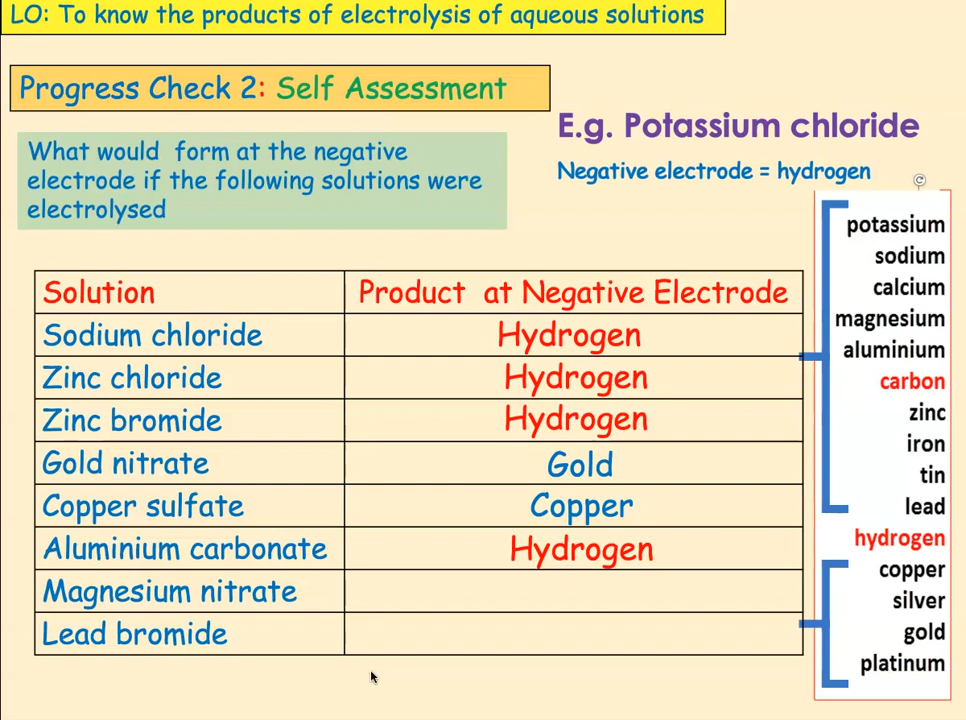 LO: To know the products of electrolysis of aqueous solutions
Progress Check 2: Self Assessment
E.g. Potassium chloride
Negative electrode = hydrogen
What would form at the negative
electrode if the following solutions were
electrolysed
Solution Product at Negative Electrode
Sodium chloride Hydrogen
Zinc chloride Hydrogen
Zinc bromide Hydrogen
Gold nitrate Gold
Copper sulfate Copper
Aluminium carbonate Hydrogen
Magnesium nitrate
Lead bromide
potassium
sodium
calcium
magnesium
aluminium
carbon
zinc
iron
tin
lead
hydrogen
copper
silver
gold
platinum